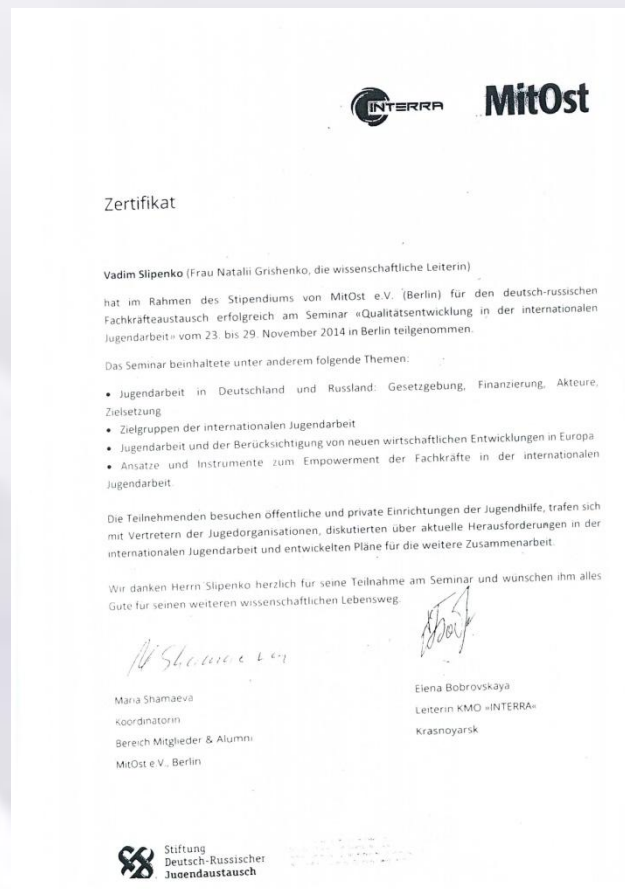 INTERRA MitOst
Zertifikat
Vadim Slipenko (Frau Natalii Grishenko, die wissenschaftliche Leiterin)
hat im Rahmen des Stipendiums von MitOst e.V. (Berlin) für den deutsch-russischen
Fachkräfteaustausch erfolgreich am Seminar «Qualitätsentwicklung in der internationalen
Jugendarbeit» vom 23. bis 29. November 2014 in Berlin teilgenommen.
Das Seminar beinhaltete unter anderem folgende Themen:
• Jugendarbeit in Deutschland und Russland: Gesetzgebung, Finanzierung, Akteure,
Zielsetzung
• Zielgruppen der internationalen Jugendarbeit
• Jugendarbeit und der Berücksichtigung von neuen wirtschaftlichen Entwicklungen in Europa
• Ansätze und Instrumente zum Empowerment der Fachkräfte in der internationalen
Jugendarbeit
Die Teilnehmenden besuchen öffentliche und private Einrichtungen der Jugendhilfe, trafen sich
mit Vertretern der Jugedorganisationen, diskutierten über aktuelle Herausforderungen in der
internationalen Jugendarbeit und entwickelten Pläne für die weitere Zusammenarbeit.
Wir danken Herrn Slipenko herzlich für seine Teilnahme am Seminar und wünschen ihm alles
Gute für seinen weiteren wissenschaftlichen Lebensweg.
Maria Shamaeva
Koordinatorin
Bereich Mitglieder & Alumni
MitOst e.V., Berlin
Elena Bobrovskaya
Leiterin KMO «INTERRA»
Krasnoyarsk
Stiftung
Deutsch-Russischer
Jugendaustausch